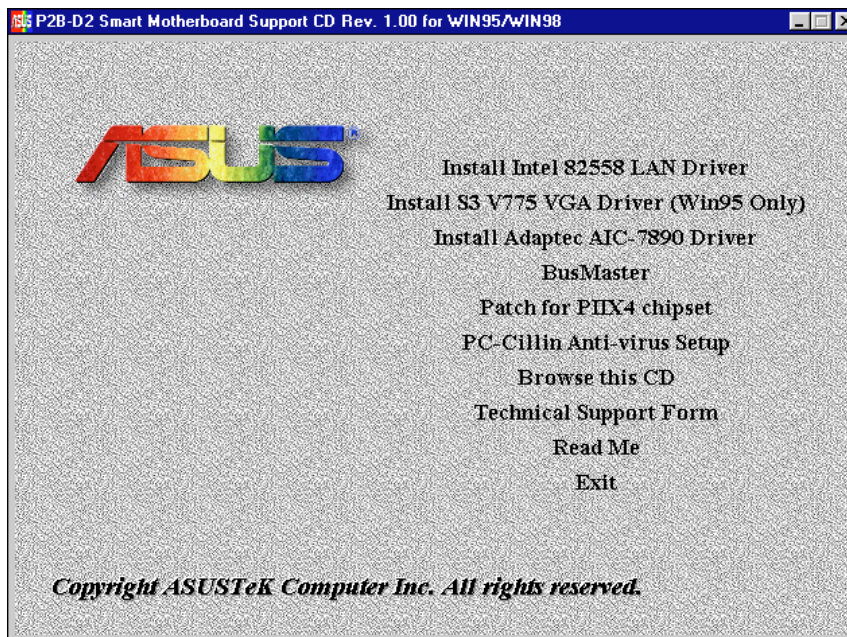 ASUS P2B-D2 Smart Motherboard Support CD Rev. 1.00 for WIN95/WIN98
ASUS®
Install Intel 82558 LAN Driver
Install S3 V775 VGA Driver (Win95 Only)
Install Adaptec AIC-7890 Driver
BusMaster
Patch for PIIX4 chipset
PC-Cillin Anti-virus Setup
Browse this CD
Technical Support Form
Read Me
Exit
Copyright ASUSTeK Computer Inc. All rights reserved.